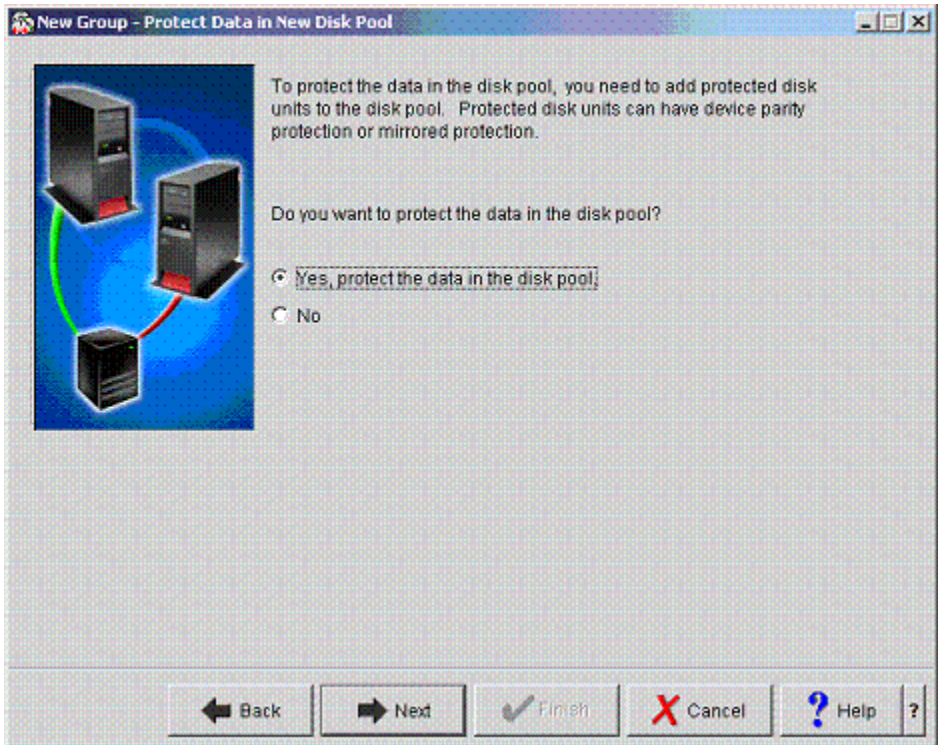 New Group - Protect Data in New Disk Pool
To protect the data in the disk pool, you need to add protected disk
units to the disk pool. Protected disk units can have device parity
protection or mirrored protection.
Do you want to protect the data in the disk pool?
Yes, protect the data in the disk pool.
No
Back
Next
Finish
Cancel
? Help
?